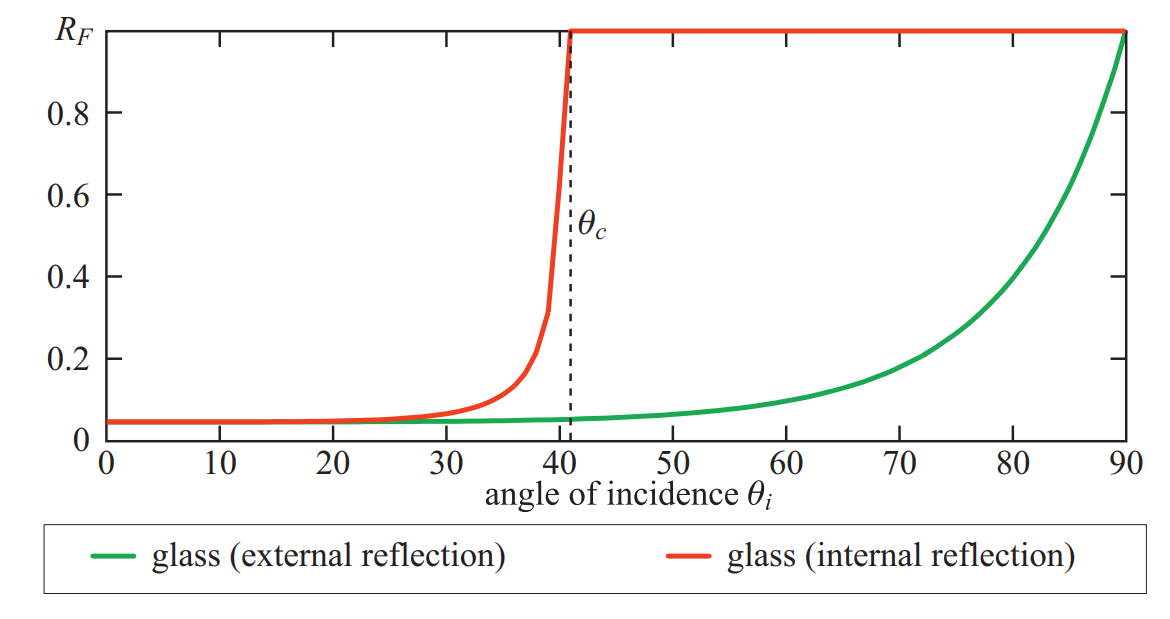 R_F
0.8
0.6
0.4
0.2
0
θ_c
0 10 20 30 40 50 60 70 80 90
angle of incidence θ_i
glass (external reflection) glass (internal reflection)